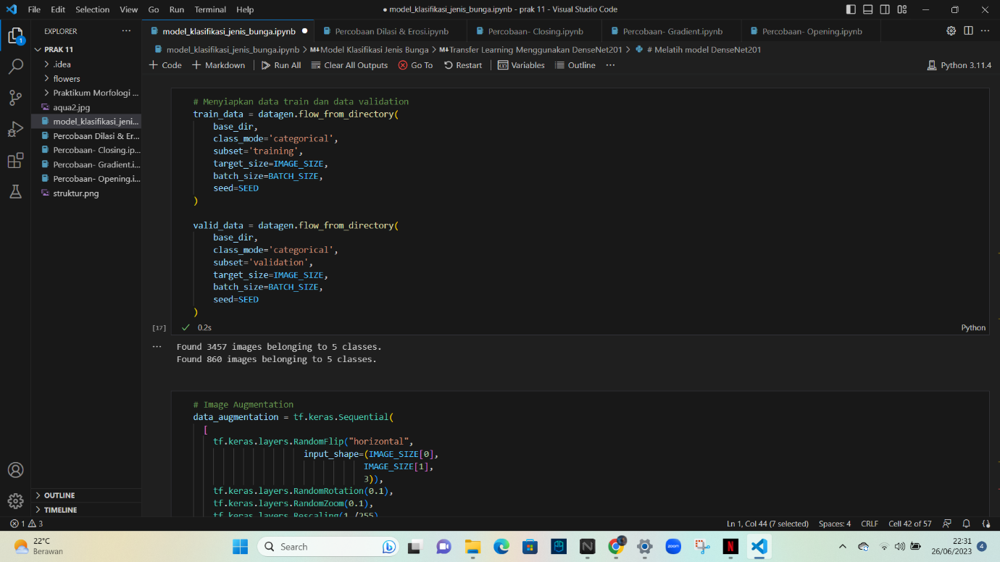 File Edit Selection View Go Run Terminal Help
● model_klasifikasi_jenis_bunga.ipynb - prak 11 - Visual Studio Code
EXPLORER
PRAK 11
.idea
flowers
Praktikum Morfologi ...
aqua2.jpg
model_klasifikasi_jeni...
Percobaan Dilasi & Er...
Percobaan- Closing.ip...
Percobaan- Gradient.i...
Percobaan- Opening.i...
struktur.png
OUTLINE
TIMELINE
model_klasifikasi_jenis_bunga.ipynb ● Percobaan Dilasi & Erosi.ipynb Percobaan- Closing.ipynb Percobaan- Gradient.ipynb Percobaan- Opening.ipynb
model_klasifikasi_jenis_bunga.ipynb > M↓Model Klasifikasi Jenis Bunga > M↓Transfer Learning Menggunakan DenseNet201 > # Melatih model DenseNet201
+ Code + Markdown | Run All Clear All Outputs Go To Restart | Variables Outline ... Python 3.11.4
# Menyiapkan data train dan data validation
train_data = datagen.flow_from_directory(
base_dir,
class_mode='categorical',
subset='training',
target_size=IMAGE_SIZE,
batch_size=BATCH_SIZE,
seed=SEED
)
valid_data = datagen.flow_from_directory(
base_dir,
class_mode='categorical',
subset='validation',
target_size=IMAGE_SIZE,
batch_size=BATCH_SIZE,
seed=SEED
)
[17] ✓ 0.2s Python
... Found 3457 images belonging to 5 classes.
Found 860 images belonging to 5 classes.
# Image Augmentation
data_augmentation = tf.keras.Sequential(
[
tf.keras.layers.RandomFlip("horizontal",
input_shape=(IMAGE_SIZE[0],
IMAGE_SIZE[1],
3)),
tf.keras.layers.RandomRotation(0.1),
tf.keras.layers.RandomZoom(0.1),
tf.keras.layers.Rescaling(1./255)
1 3 Ln 1, Col 44 (7 selected) Spaces: 4 CRLF Cell 42 of 57
22°C
Berawan
Search
zoom
22:31
26/06/2023
4